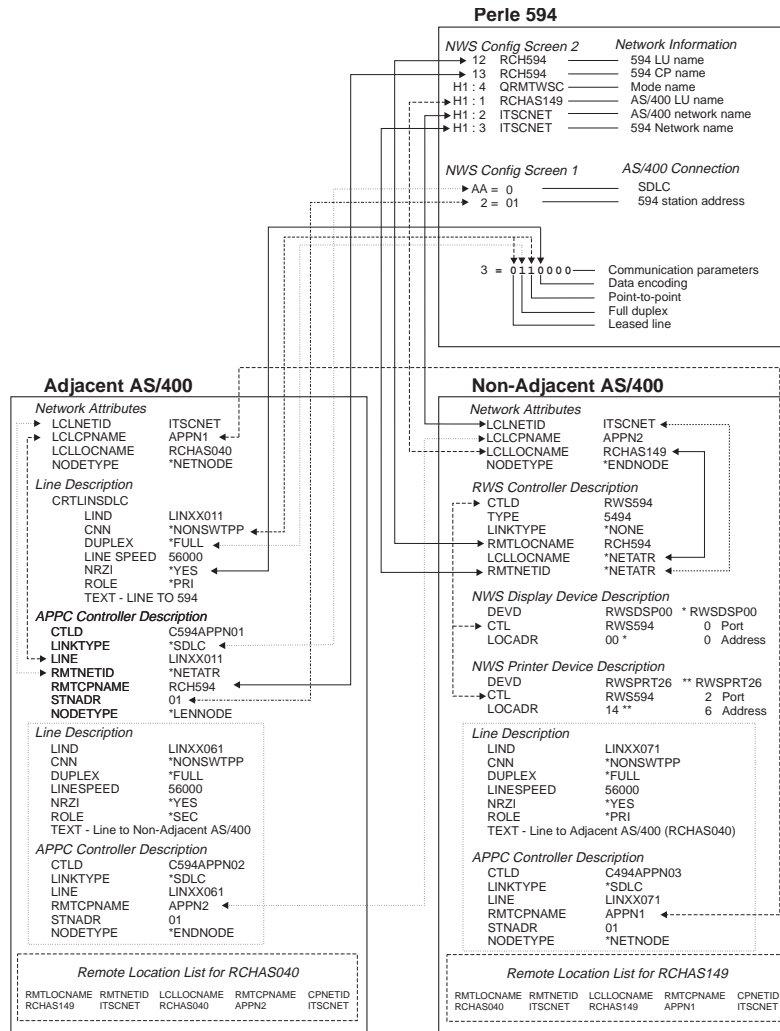 Perle 594
NWS Config Screen 2 Network Information
12 RCH594 594 LU name
13 RCH594 594 CP name
H1 : 4 QRMTWSC Mode name
H1 : 1 RCHAS149 AS/400 LU name
H1 : 2 ITSCNET AS/400 network name
H1 : 3 ITSCNET 594 Network name
NWS Config Screen 1 AS/400 Connection
AA = 0 SDLC
2 = 01 594 station address
3 = 0110000 Communication parameters
Data encoding
Point-to-point
Full duplex
Leased line
Adjacent AS/400
Network Attributes
LCLNETID ITSCNET
LCLCPNAME APPN1
LCLLOCNAME RCHAS040
NODETYPE *NETNODE
Line Description
CRTLINSDLC
LIND LINXX011
CNN *NONSWTPP
DUPLEX *FULL
LINE SPEED 56000
NRZI *YES
ROLE *PRI
TEXT - LINE TO 594
APPC Controller Description
CTLD C594APPN01
LINKTYPE *SDLC
LINE LINXX011
RMTNETID *NETATR
RMTCPNAME RCH594
STNADR 01
NODETYPE *LENNODE
Line Description
LIND LINXX061
CNN *NONSWTPP
DUPLEX *FULL
LINESPEED 56000
NRZI *YES
ROLE *SEC
TEXT - Line to Non-Adjacent AS/400
APPC Controller Description
CTLD C594APPN02
LINKTYPE *SDLC
LINE LINXX061
RMTCPNAME APPN2
STNADR 01
NODETYPE *ENDNODE
Remote Location List for RCHAS040
RMTLOCNAME RMTNETID LCLLOCNAME RMTCPNAME CPNETID
RCHAS149 ITSCNET RCHAS040 APPN2 ITSCNET
Non-Adjacent AS/400
Network Attributes
LCLNETID ITSCNET
LCLCPNAME APPN2
LCLLOCNAME RCHAS149
NODETYPE *ENDNODE
RWS Controller Description
CTLD RWS594
TYPE 5494
LINKTYPE *NONE
RMTLOCNAME RCH594
LCLLOCNAME *NETATR
RMTNETID *NETATR
NWS Display Device Description
DEVD RWSDSP00 * RWSDSP00
CTL RWS594 0 Port
LOCADR 00 * 0 Address
NWS Printer Device Description
DEVD RWSPRT26 ** RWSPRT26
CTL RWS594 2 Port
LOCADR 14 ** 6 Address
Line Description
LIND LINXX071
CNN *NONSWTPP
DUPLEX *FULL
LINESPEED 56000
NRZI *YES
ROLE *PRI
TEXT - Line to Adjacent AS/400 (RCHAS040)
APPC Controller Description
CTLD C494APPN03
LINKTYPE *SDLC
LINE LINXX071
RMTCPNAME APPN1
STNADR 01
NODETYPE *NETNODE
Remote Location List for RCHAS149
RMTLOCNAME RMTNETID LCLLOCNAME RMTCPNAME CPNETID
RCHAS040 ITSCNET RCHAS149 APPN1 ITSCNET